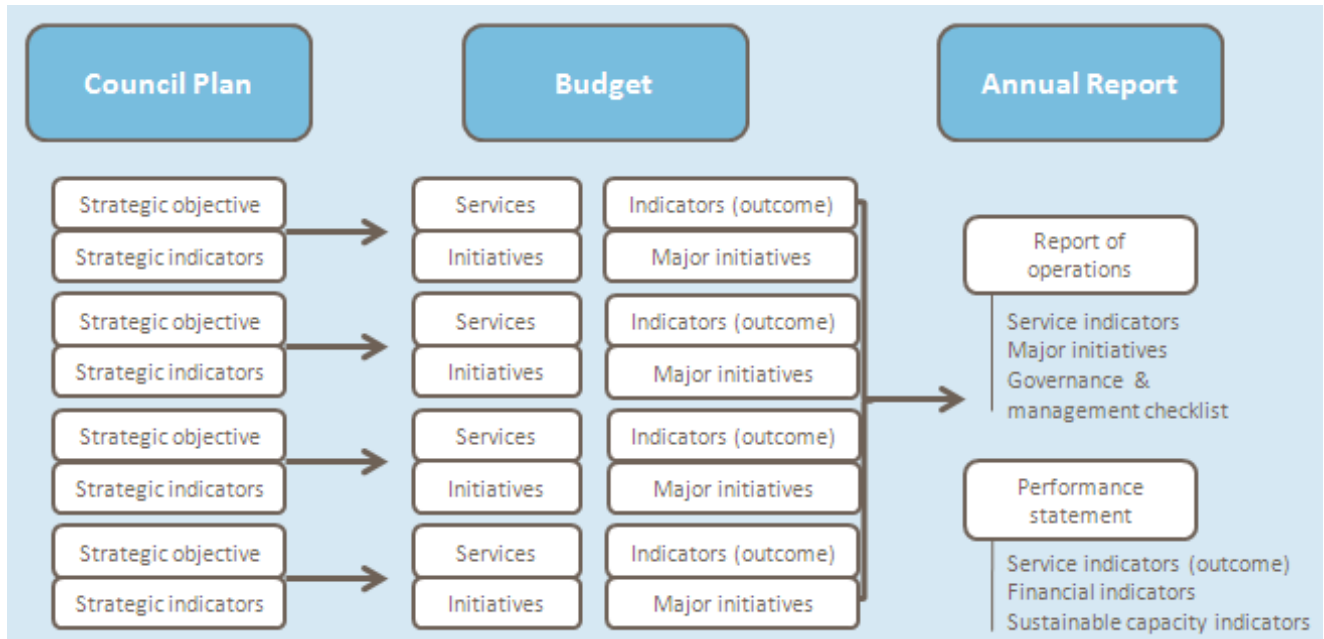 Council Plan
Budget
Annual Report
Strategic objective
Strategic indicators
Strategic objective
Strategic indicators
Strategic objective
Strategic indicators
Strategic objective
Strategic indicators
Services
Initiatives
Services
Initiatives
Services
Initiatives
Services
Initiatives
Indicators (outcome)
Major initiatives
Indicators (outcome)
Major initiatives
Indicators (outcome)
Major initiatives
Indicators (outcome)
Major initiatives
Report of
operations
Service indicators
Major initiatives
Governance &
management checklist
Performance
statement
Service indicators (outcome)
Financial indicators
Sustainable capacity indicators